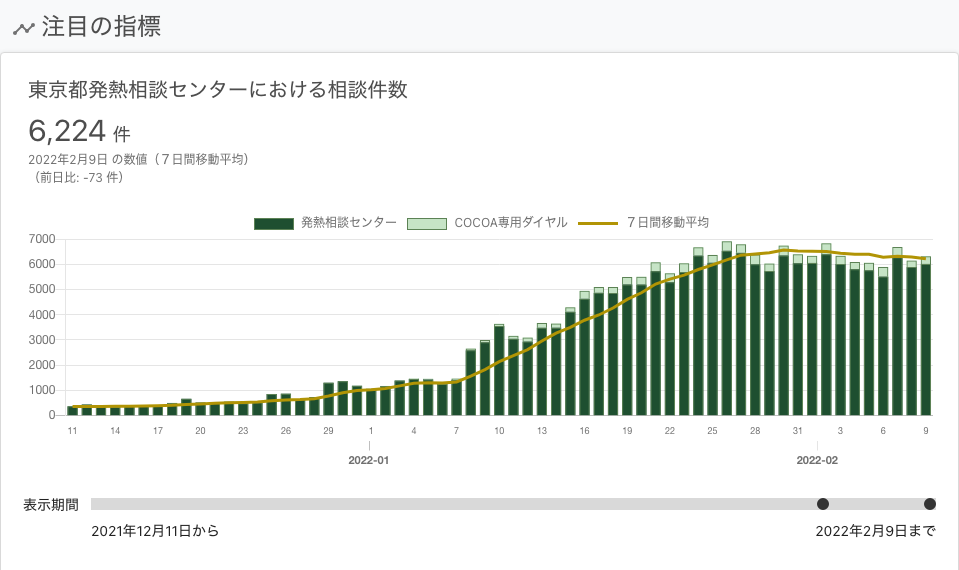 注目の指標
東京都発熱相談センターにおける相談件数
6,224 件
2022年2月9日 の数値（７日間移動平均）
（前日比: -73 件）
発熱相談センター COCOA専用ダイヤル ７日間移動平均
7000
6000
5000
4000
3000
2000
1000
0
11 14 17 20 23 26 29 1 4 7 10 13 16 19 22 25 28 31 3 6 9
2022-01 2022-02
表示期間
2021年12月11日から 2022年2月9日まで